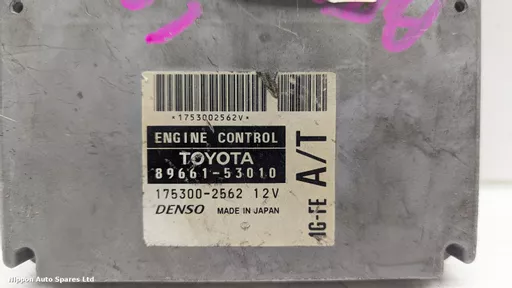 *1753002562V*
ENGINE CONTROL
TOYOTA
89661-53010
175300-2562 12V
DENSO MADE IN JAPAN
1G-FE A/T
Nippon Auto Spares Ltd